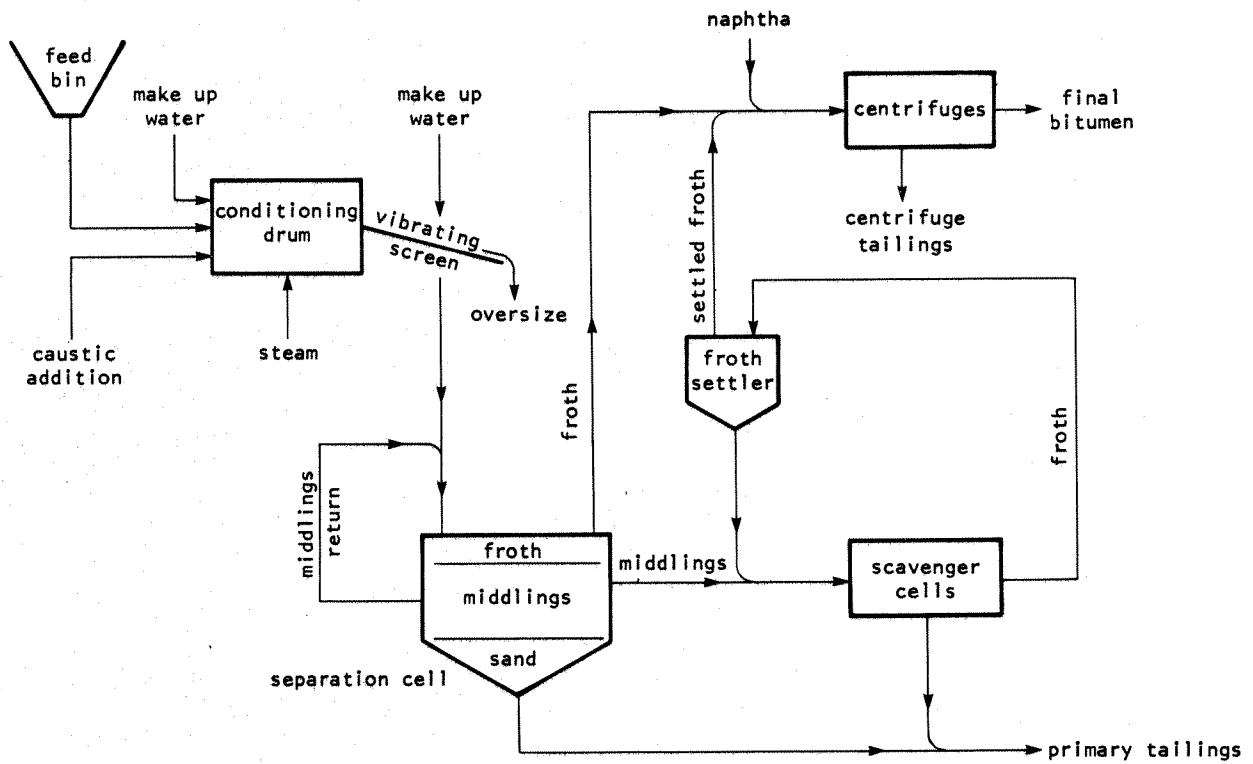 naphtha
feed
bin
make up
water
make up
water
centrifuges
final
bitumen
conditioning
drum
vibrating
screen
settled froth
centrifuge
tailings
oversize
caustic
addition
steam
froth
settler
froth
froth
middlings
return
froth
middlings
middlings
scavenger
cells
sand
separation cell
primary tailings